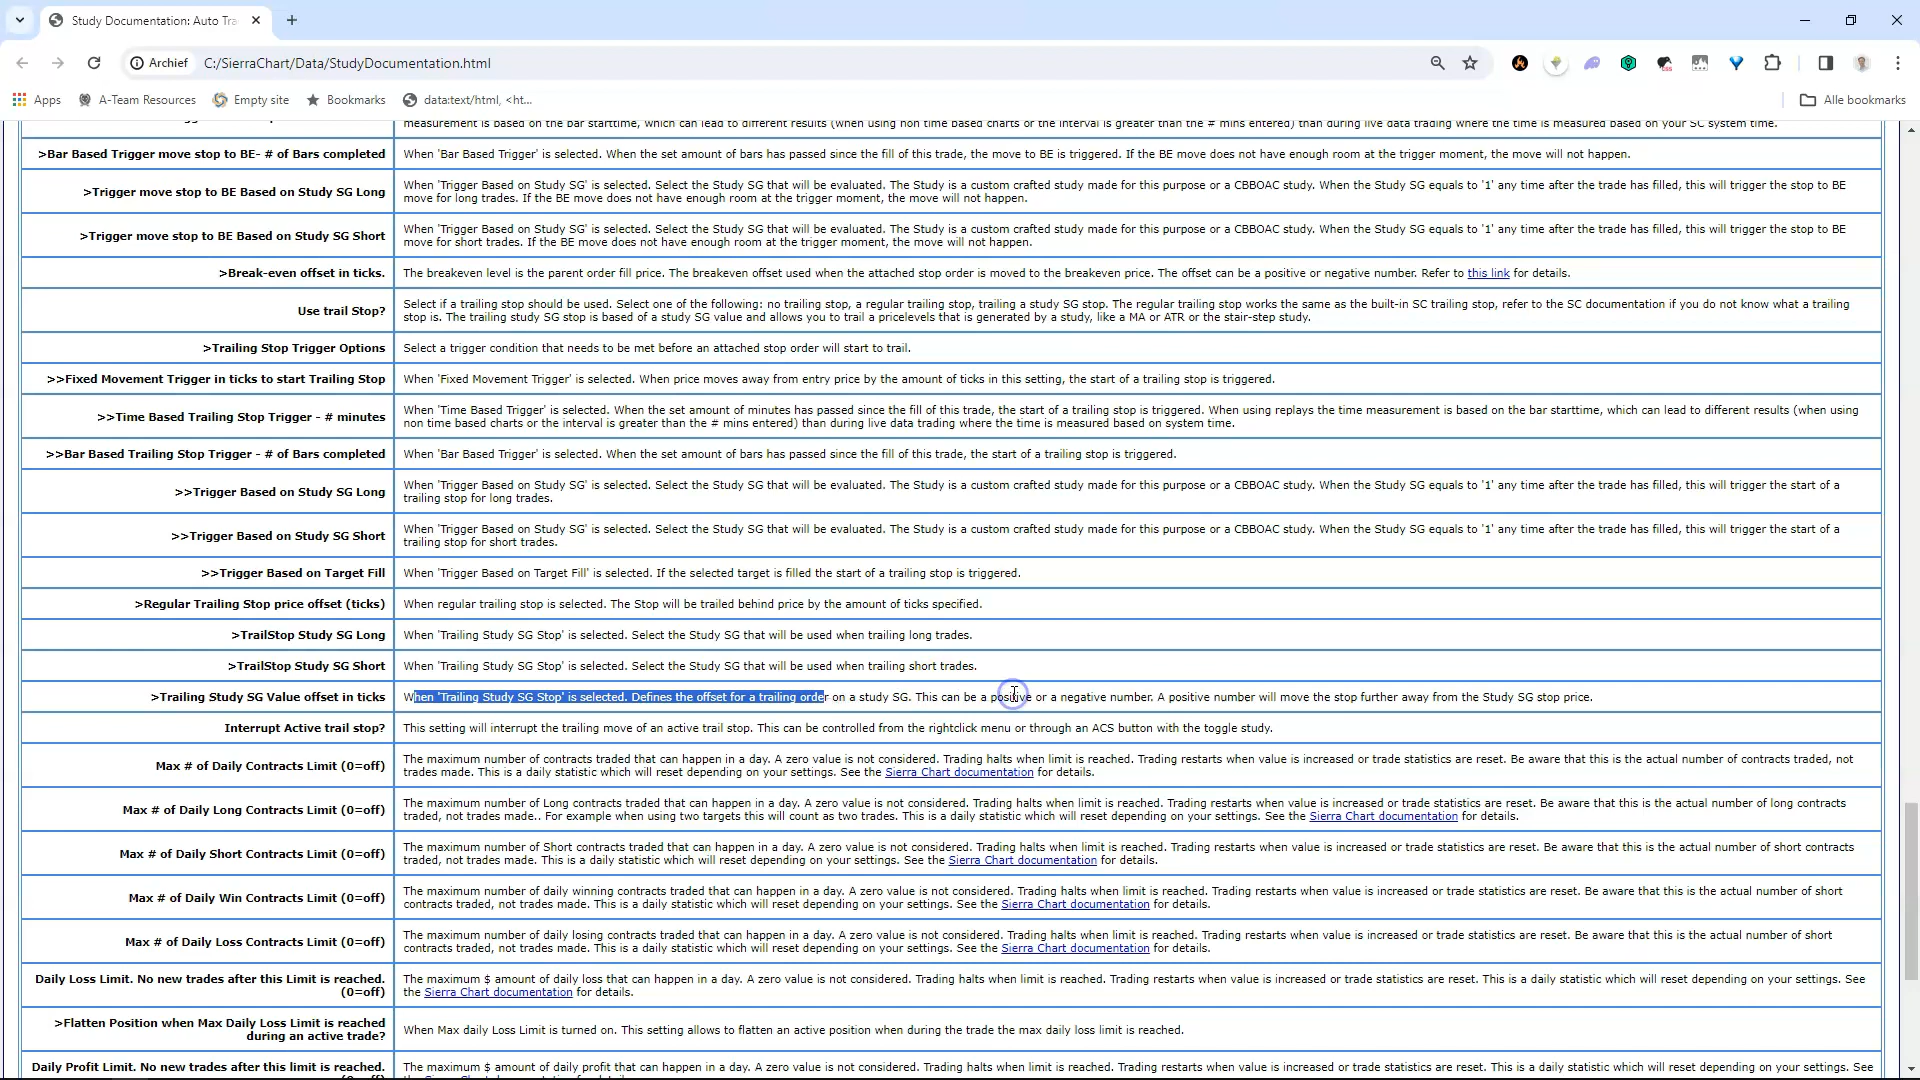 Study Documentation: Auto Tra
C:/SierraChart/Data/StudyDocumentation.html
Archief
Apps
A-Team Resources
Empty site
Bookmarks
data:text/html, <ht...
Alle bookmarks
measurement is based on the bar starttime, which can lead to different results (when using non time based charts or the interval is greater than the # mins entered) than during live data trading where the time is measured based on your SC system time.
>Bar Based Trigger move stop to BE- # of Bars completed
When 'Bar Based Trigger' is selected. When the set amount of bars has passed since the fill of this trade, the move to BE is triggered. If the BE move does not have enough room at the trigger moment, the move will not happen.
>Trigger move stop to BE Based on Study SG Long
When 'Trigger Based on Study SG' is selected. Select the Study SG that will be evaluated. The Study is a custom crafted study made for this purpose or a CBBOAC study. When the Study SG equals to '1' any time after the trade has filled, this will trigger the stop to BE
move for long trades. If the BE move does not have enough room at the trigger moment, the move will not happen.
>Trigger move stop to BE Based on Study SG Short
When 'Trigger Based on Study SG' is selected. Select the Study SG that will be evaluated. The Study is a custom crafted study made for this purpose or a CBBOAC study. When the Study SG equals to '1' any time after the trade has filled, this will trigger the stop to BE
move for short trades. If the BE move does not have enough room at the trigger moment, the move will not happen.
>Break-even offset in ticks.
The breakeven level is the parent order fill price. The breakeven offset used when the attached stop order is moved to the breakeven price. The offset can be a positive or negative number. Refer to this link for details.
Use trail Stop?
Select if a trailing stop should be used. Select one of the following: no trailing stop, a regular trailing stop, trailing a study SG stop. The regular trailing stop works the same as the built-in SC trailing stop, refer to the SC documentation if you do not know what a trailing
stop is. The trailing study SG stop is based of a study SG value and allows you to trail a pricelevels that is generated by a study, like a MA or ATR or the stair-step study.
>Trailing Stop Trigger Options
Select a trigger condition that needs to be met before an attached stop order will start to trail.
>>Fixed Movement Trigger in ticks to start Trailing Stop
When 'Fixed Movement Trigger' is selected. When price moves away from entry price by the amount of ticks in this setting, the start of a trailing stop is triggered.
>>Time Based Trailing Stop Trigger - # minutes
When 'Time Based Trigger' is selected. When the set amount of minutes has passed since the fill of this trade, the start of a trailing stop is triggered. When using replays the time measurement is based on the bar starttime, which can lead to different results (when using
non time based charts or the interval is greater than the # mins entered) than during live data trading where the time is measured based on system time.
>>Bar Based Trailing Stop Trigger - # of Bars completed
When 'Bar Based Trigger' is selected. When the set amount of bars has passed since the fill of this trade, the start of a trailing stop is triggered.
>>Trigger Based on Study SG Long
When 'Trigger Based on Study SG' is selected. Select the Study SG that will be evaluated. The Study is a custom crafted study made for this purpose or a CBBOAC study. When the Study SG equals to '1' any time after the trade has filled, this will trigger the start of a
trailing stop for long trades.
>>Trigger Based on Study SG Short
When 'Trigger Based on Study SG' is selected. Select the Study SG that will be evaluated. The Study is a custom crafted study made for this purpose or a CBBOAC study. When the Study SG equals to '1' any time after the trade has filled, this will trigger the start of a
trailing stop for short trades.
>>Trigger Based on Target Fill
When 'Trigger Based on Target Fill' is selected. If the selected target is filled the start of a trailing stop is triggered.
>Regular Trailing Stop price offset (ticks)
When regular trailing stop is selected. The Stop will be trailed behind price by the amount of ticks specified.
>TrailStop Study SG Long
When 'Trailing Study SG Stop' is selected. Select the Study SG that will be used when trailing long trades.
>TrailStop Study SG Short
When 'Trailing Study SG Stop' is selected. Select the Study SG that will be used when trailing short trades.
>Trailing Study SG Value offset in ticks
When 'Trailing Study SG Stop' is selected. Defines the offset for a trailing order on a study SG. This can be a positive or a negative number. A positive number will move the stop further away from the Study SG stop price.
Interrupt Active trail stop?
This setting will interrupt the trailing move of an active trail stop. This can be controlled from the rightclick menu or through an ACS button with the toggle study.
Max # of Daily Contracts Limit (0=off)
The maximum number of contracts traded that can happen in a day. A zero value is not considered. Trading halts when limit is reached. Trading restarts when value is increased or trade statistics are reset. Be aware that this is the actual number of contracts traded, not
trades made. This is a daily statistic which will reset depending on your settings. See the Sierra Chart documentation for details.
Max # of Daily Long Contracts Limit (0=off)
The maximum number of Long contracts traded that can happen in a day. A zero value is not considered. Trading halts when limit is reached. Trading restarts when value is increased or trade statistics are reset. Be aware that this is the actual number of long contracts
traded, not trades made.. For example when using two targets this will count as two trades. This is a daily statistic which will reset depending on your settings. See the Sierra Chart documentation for details.
Max # of Daily Short Contracts Limit (0=off)
The maximum number of Short contracts traded that can happen in a day. A zero value is not considered. Trading halts when limit is reached. Trading restarts when value is increased or trade statistics are reset. Be aware that this is the actual number of short contracts
traded, not trades made. This is a daily statistic which will reset depending on your settings. See the Sierra Chart documentation for details.
Max # of Daily Win Contracts Limit (0=off)
The maximum number of daily winning contracts traded that can happen in a day. A zero value is not considered. Trading halts when limit is reached. Trading restarts when value is increased or trade statistics are reset. Be aware that this is the actual number of short
contracts traded, not trades made. This is a daily statistic which will reset depending on your settings. See the Sierra Chart documentation for details.
Max # of Daily Loss Contracts Limit (0=off)
The maximum number of daily losing contracts traded that can happen in a day. A zero value is not considered. Trading halts when limit is reached. Trading restarts when value is increased or trade statistics are reset. Be aware that this is the actual number of short
contracts traded, not trades made. This is a daily statistic which will reset depending on your settings. See the Sierra Chart documentation for details.
Daily Loss Limit. No new trades after this Limit is reached.
(0=off)
The maximum $ amount of daily loss that can happen in a day. A zero value is not considered. Trading halts when limit is reached. Trading restarts when value is increased or trade statistics are reset. This is a daily statistic which will reset depending on your settings. See
the Sierra Chart documentation for details.
>Flatten Position when Max Daily Loss Limit is reached
during an active trade?
When Max daily Loss Limit is turned on. This setting allows to flatten an active position when during the trade the max daily loss limit is reached.
Daily Profit Limit. No new trades after this limit is reached.
The maximum $ amount of daily profit that can happen in a day. A zero value is not considered. Trading halts when limit is reached. Trading restarts when value is increased or trade statistics are reset. This is a daily statistic which will reset depending on your settings. See